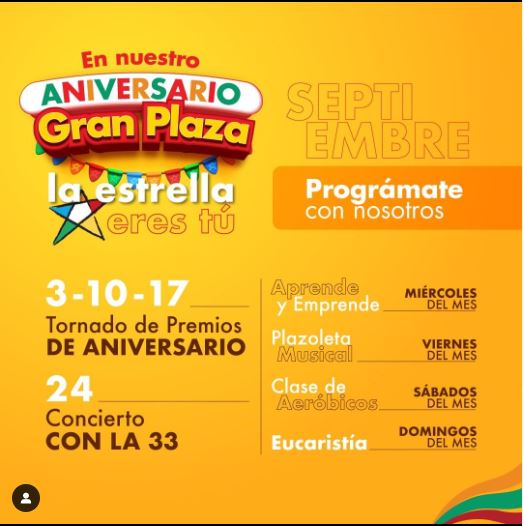 En nuestro
ANIVERSARIO
Gran Plaza
la estrella
eres tú
SEPTI
EMBRE
Prográmate
con nosotros
3-10-17
Tornado de Premios
DE ANIVERSARIO
24
Concierto
CON LA 33
Aprende
y Emprende MIÉRCOLES
DEL MES
Plazoleta
Musical VIERNES
DEL MES
Clase de
Aeróbicos SÁBADOS
DEL MES
Eucaristía DOMINGOS
DEL MES